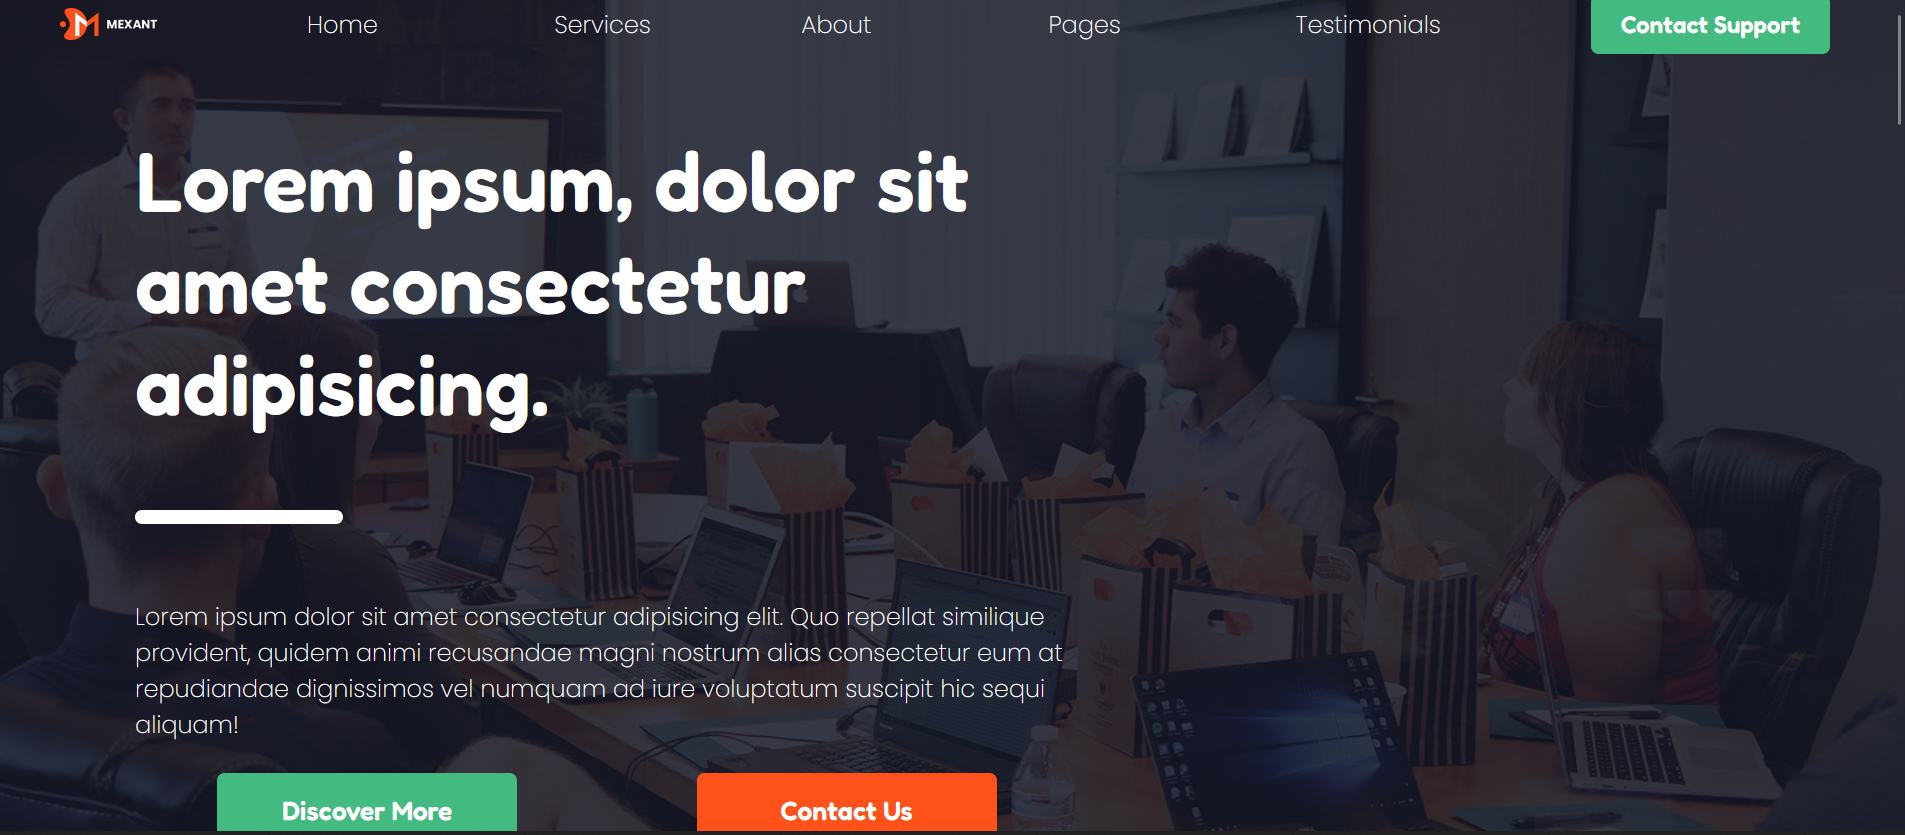 MEXANT
Home
Services
About
Pages
Testimonials
Contact Support
Lorem ipsum, dolor sit
amet consectetur
adipisicing.
Lorem ipsum dolor sit amet consectetur adipisicing elit. Quo repellat similique
provident, quidem animi recusandae magni nostrum alias consectetur eum at
repudiandae dignissimos vel numquam ad iure voluptatum suscipit hic sequi
aliquam!
Discover More
Contact Us